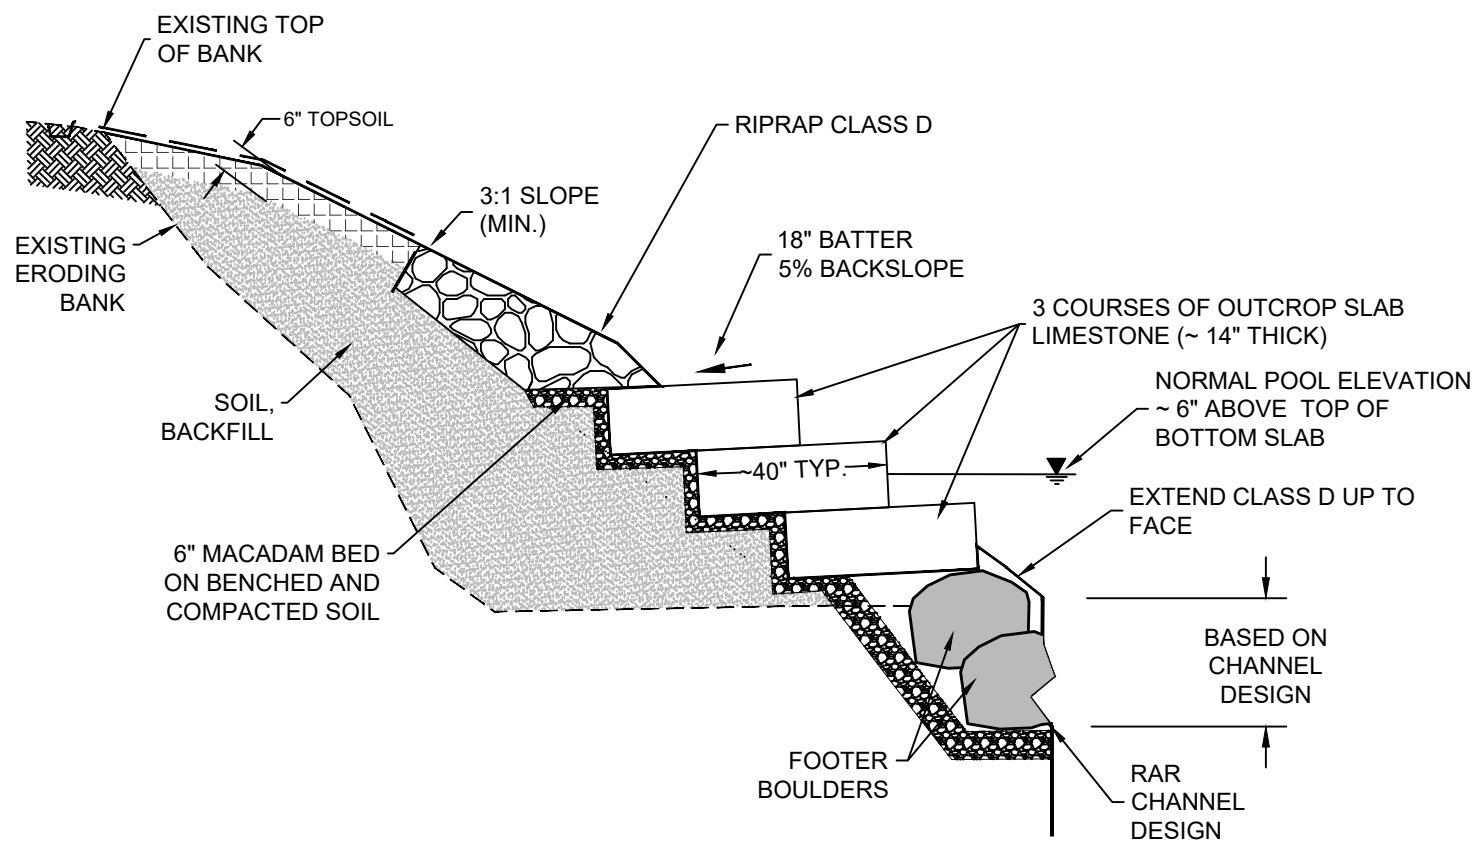 EXISTING TOP
OF BANK
6" TOPSOIL
RIPRAP CLASS D
3:1 SLOPE
(MIN.)
EXISTING
ERODING
BANK
18" BATTER
5% BACKSLOPE
3 COURSES OF OUTCROP SLAB
LIMESTONE (~ 14" THICK)
NORMAL POOL ELEVATION
~ 6" ABOVE TOP OF
BOTTOM SLAB
SOIL,
BACKFILL
~40" TYP.
EXTEND CLASS D UP TO
FACE
6" MACADAM BED
ON BENCHED AND
COMPACTED SOIL
BASED ON
CHANNEL
DESIGN
FOOTER
BOULDERS
RAR
CHANNEL
DESIGN